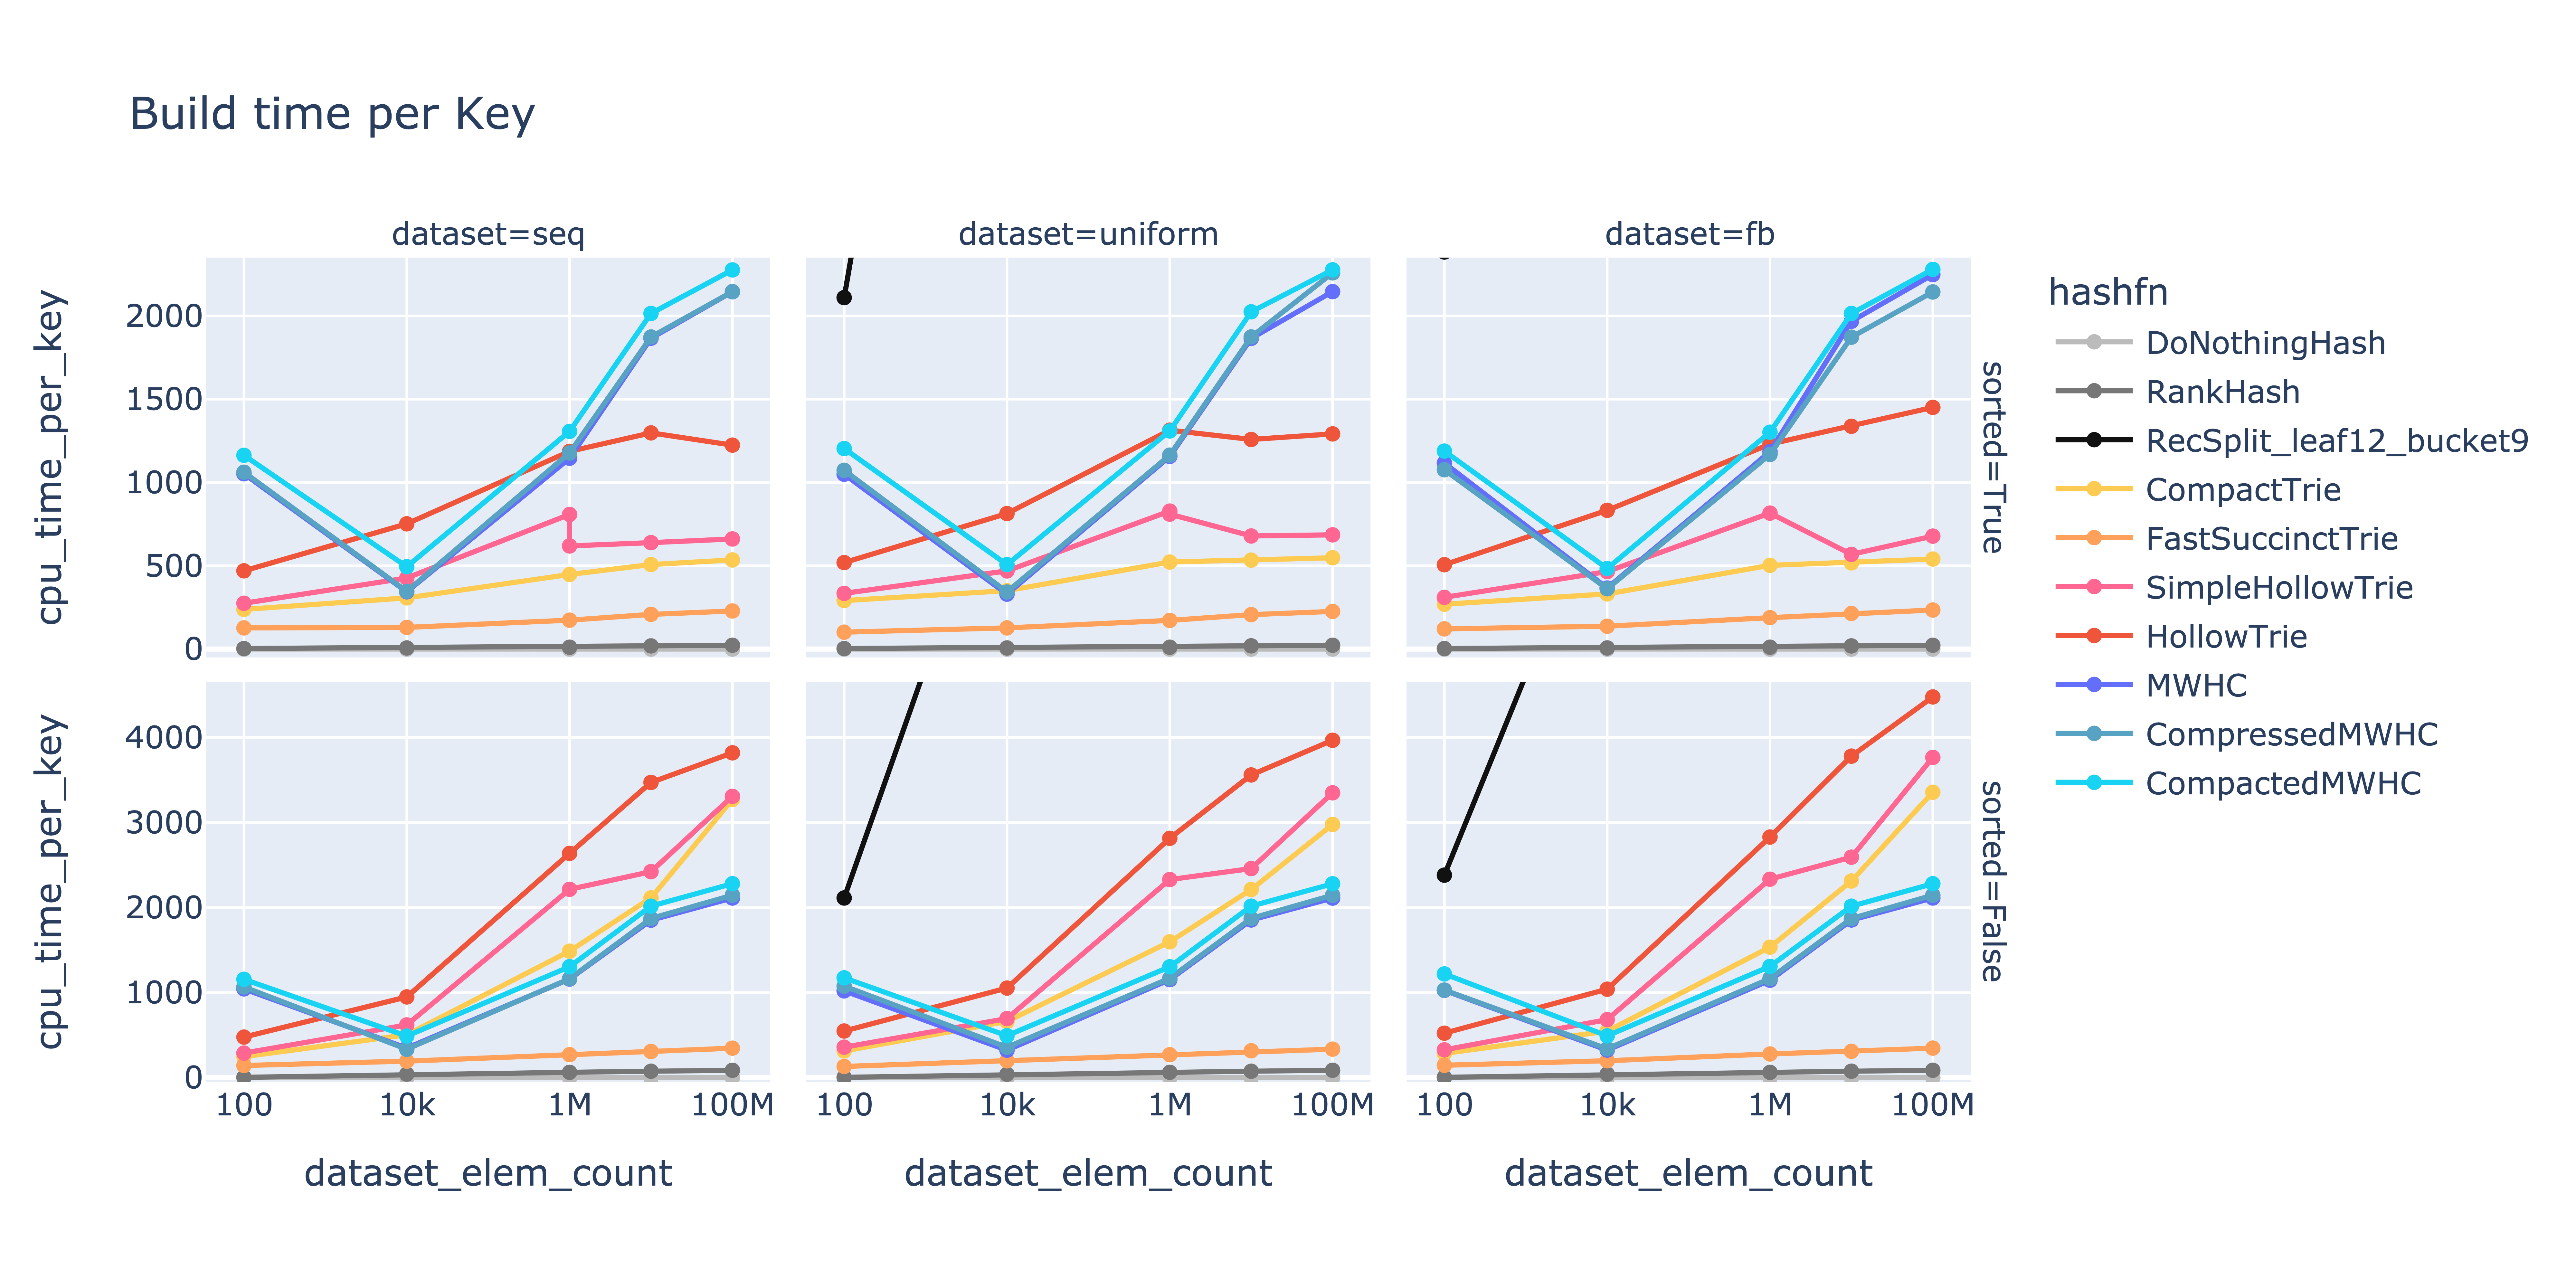 Build time per Key
dataset=seq
dataset=uniform
dataset=fb
cpu_time_per_key
2000
1500
1000
500
0
sorted=True
cpu_time_per_key
4000
3000
2000
1000
0
sorted=False
100 10k 1M 100M
100 10k 1M 100M
100 10k 1M 100M
dataset_elem_count
dataset_elem_count
dataset_elem_count
hashfn
DoNothingHash
RankHash
RecSplit_leaf12_bucket9
CompactTrie
FastSuccinctTrie
SimpleHollowTrie
HollowTrie
MWHC
CompressedMWHC
CompactedMWHC